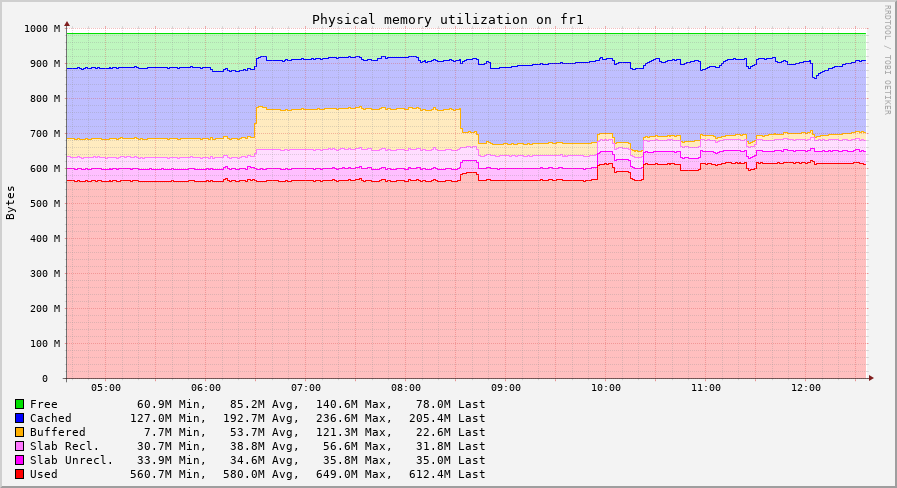 Physical memory utilization on fr1
RRDTOOL / TOBI OETIKER
Bytes
1000 M
900 M
800 M
700 M
600 M
500 M
400 M
300 M
200 M
100 M
0
05:00 06:00 07:00 08:00 09:00 10:00 11:00 12:00
Free 60.9M Min, 85.2M Avg, 140.6M Max, 78.0M Last
Cached 127.0M Min, 192.7M Avg, 236.6M Max, 205.4M Last
Buffered 7.7M Min, 53.7M Avg, 121.3M Max, 22.6M Last
Slab Recl. 30.7M Min, 38.8M Avg, 56.6M Max, 31.8M Last
Slab Unrecl. 33.9M Min, 34.6M Avg, 35.8M Max, 35.0M Last
Used 560.7M Min, 580.0M Avg, 649.0M Max, 612.4M Last